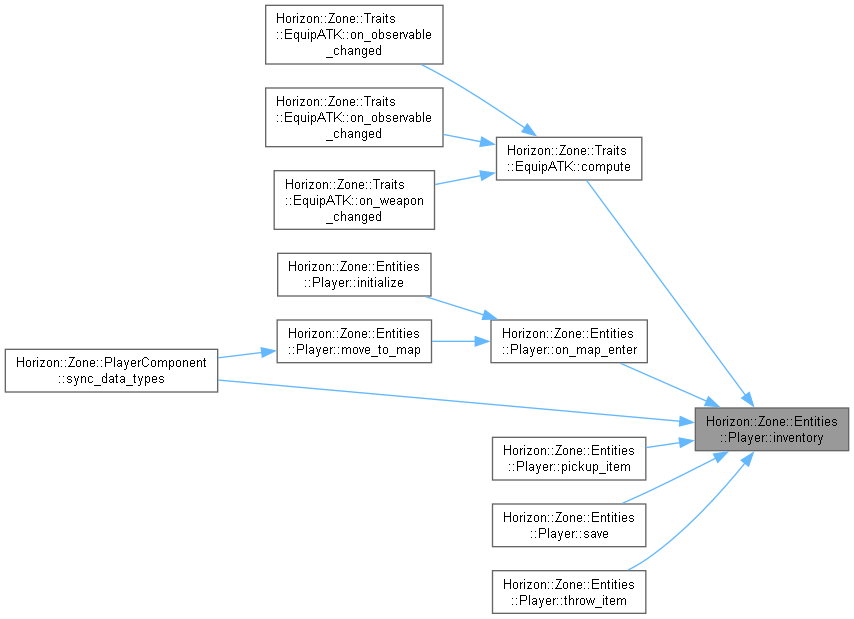 Horizon::Zone::Traits
::EquipATK::on_observable
_changed
Horizon::Zone::Traits
::EquipATK::on_observable
_changed
Horizon::Zone::Traits
::EquipATK::compute
Horizon::Zone::Traits
::EquipATK::on_weapon
_changed
Horizon::Zone::Entities
::Player::initialize
Horizon::Zone::Entities
::Player::move_to_map
Horizon::Zone::Entities
::Player::on_map_enter
Horizon::Zone::PlayerComponent
::sync_data_types
Horizon::Zone::Entities
::Player::inventory
Horizon::Zone::Entities
::Player::pickup_item
Horizon::Zone::Entities
::Player::save
Horizon::Zone::Entities
::Player::throw_item